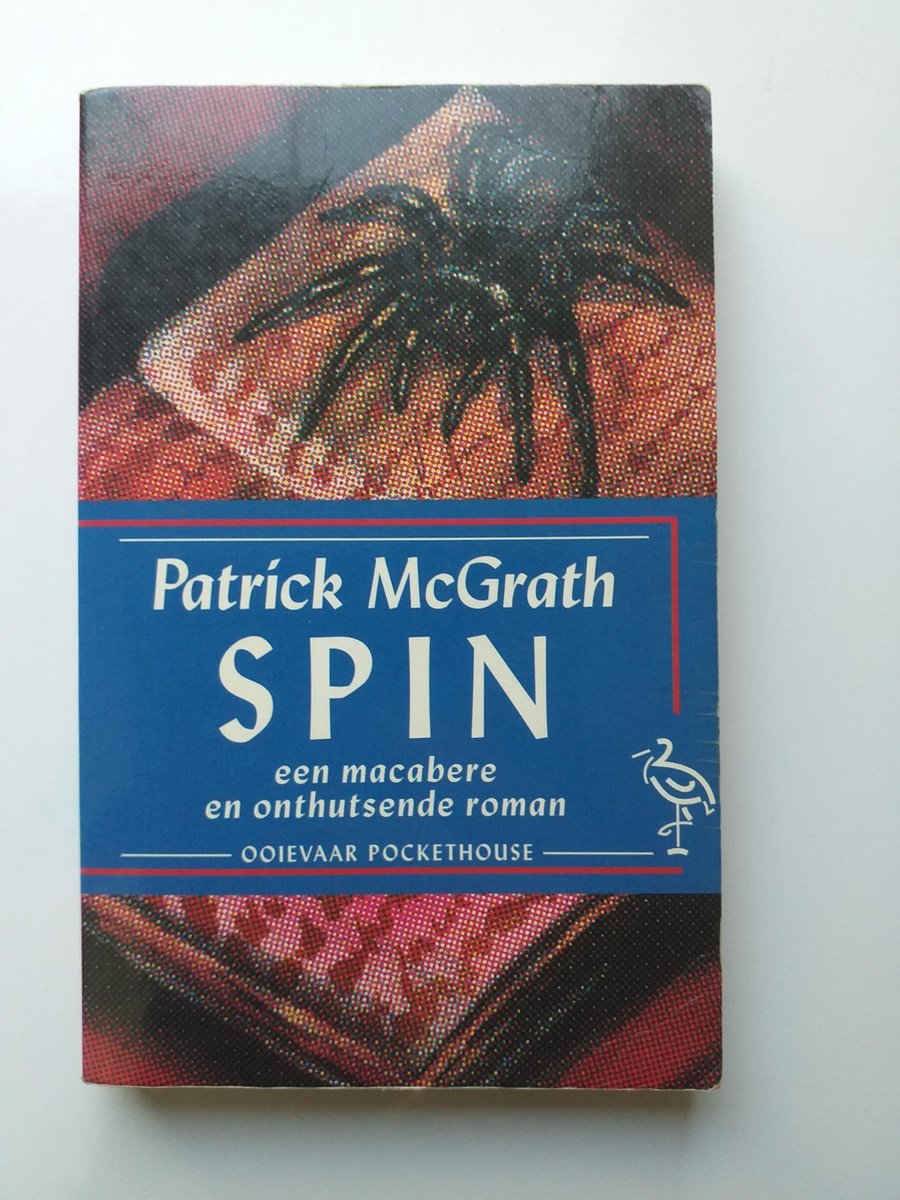 Patrick McGrath
SPIN
een macabere
en onthutsende roman
OOIEVAAR POCKETHOUSE